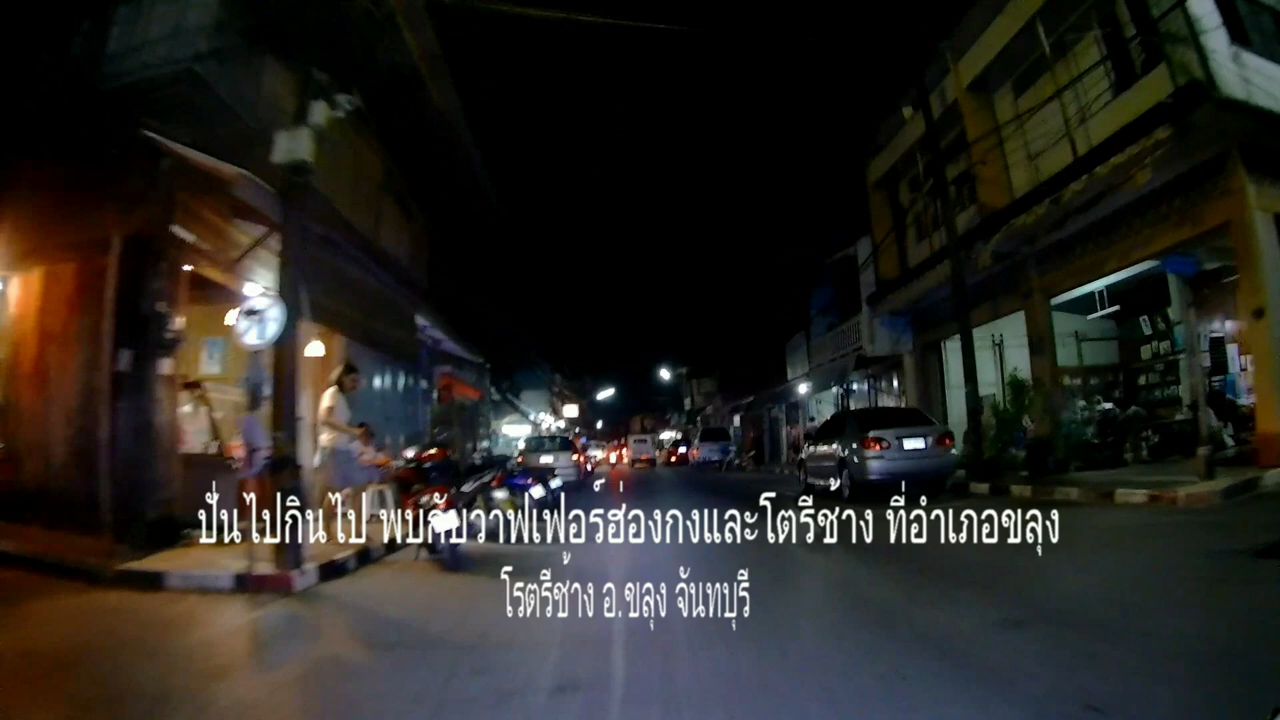 ปั่นไปกินไป พบกับวาฟเฟอร์ฮ่องกงและโตรีช้าง ที่อำเภอขลุง
โรตรีช้าง อ.ขลุง จันทบุรี